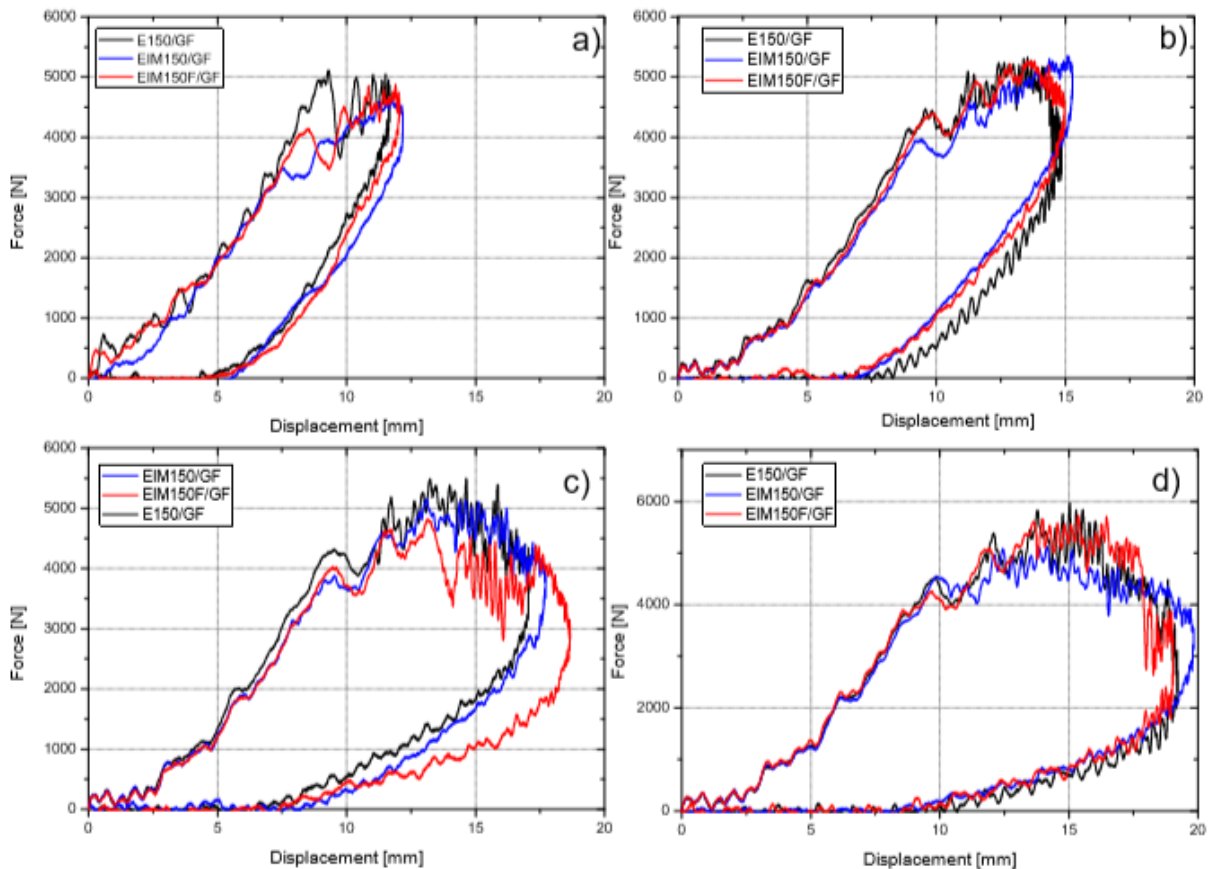 6000
5000
4000
3000
2000
1000
0
Force [N]
E150/GF
EIM150/GF
EIM150F/GF
a)
0 5 10 15 20
Displacement [mm]
6000
5000
4000
3000
2000
1000
0
Force [N]
E150/GF
EIM150/GF
EIM150F/GF
b)
0 5 10 15 20
Displacement [mm]
6000
5000
4000
3000
2000
1000
0
Force [N]
EIM150/GF
EIM150F/GF
E150/GF
c)
0 5 10 15 20
Displacement [mm]
6000
4000
2000
0
Force [N]
E150/GF
EIM150/GF
EIM150F/GF
d)
0 5 10 15 20
Displacement [mm]